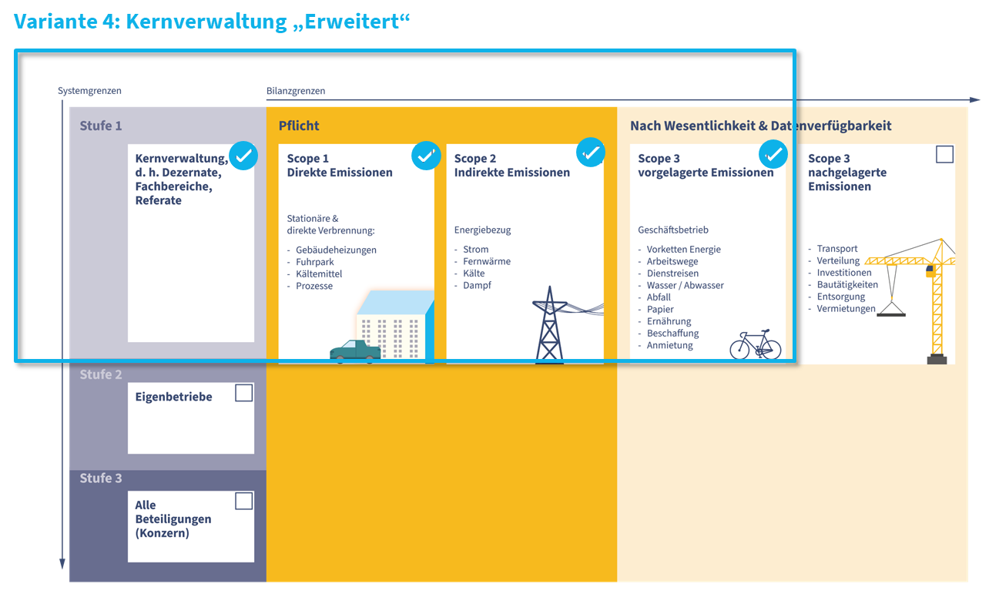 Variante 4: Kernverwaltung „Erweitert“
Systemgrenzen
Bilanzgrenzen
Stufe 1
Kernverwaltung,
d. h. Dezernate,
Fachbereiche,
Referate
Pflicht
Scope 1
Direkte Emissionen
Stationäre &
direkte Verbrennung:
- Gebäudeheizungen
- Fuhrpark
- Kältemittel
- Prozesse
Scope 2
Indirekte Emissionen
Energiebezug
- Strom
- Fernwärme
- Kälte
- Dampf
Nach Wesentlichkeit & Datenverfügbarkeit
Scope 3
vorgelagerte Emissionen
Geschäftsbetrieb
- Vorketten Energie
- Arbeitswege
- Dienstreisen
- Wasser / Abwasser
- Abfall
- Papier
- Ernährung
- Beschaffung
- Anmietung
Scope 3
nachgelagerte
Emissionen
- Transport
- Verteilung
- Investitionen
- Bautätigkeiten
- Entsorgung
- Vermietungen
Stufe 2
Eigenbetriebe
Stufe 3
Alle
Beteiligungen
(Konzern)